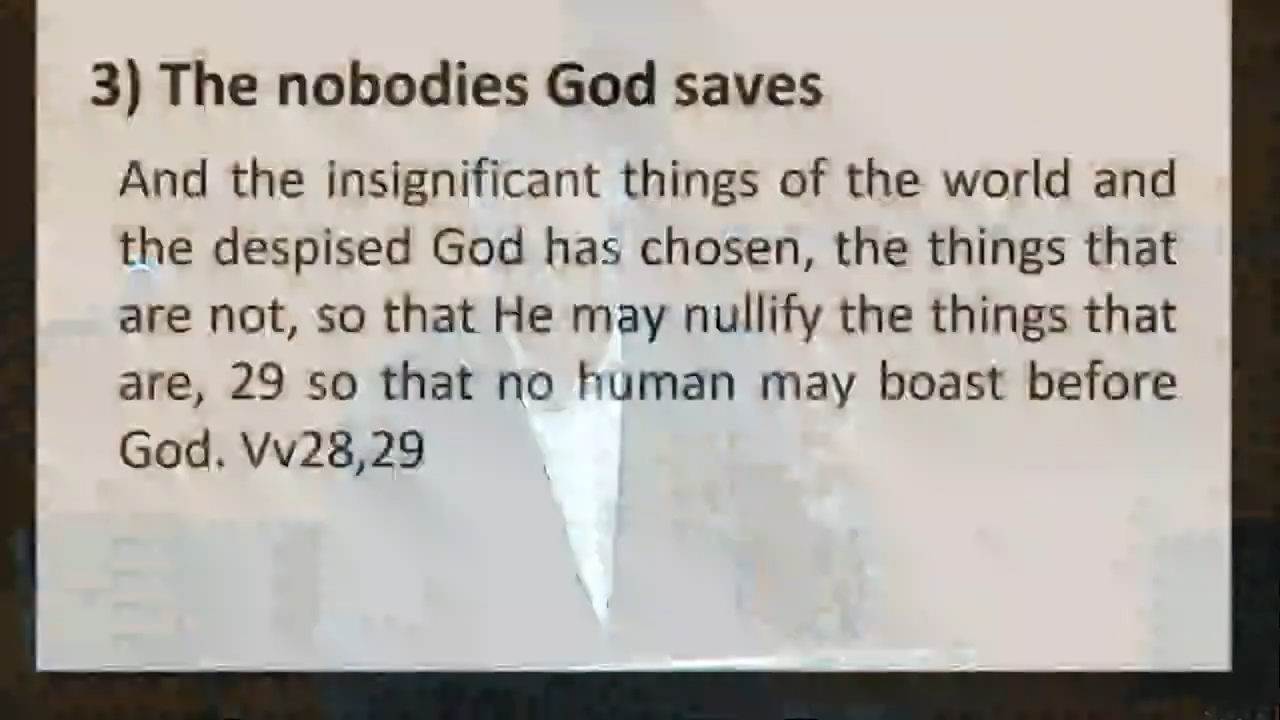 3) The nobodies God saves
And the insignificant things of the world and
the despised God has chosen, the things that
are not, so that He may nullify the things that
are, 29 so that no human may boast before
God. Vv28,29